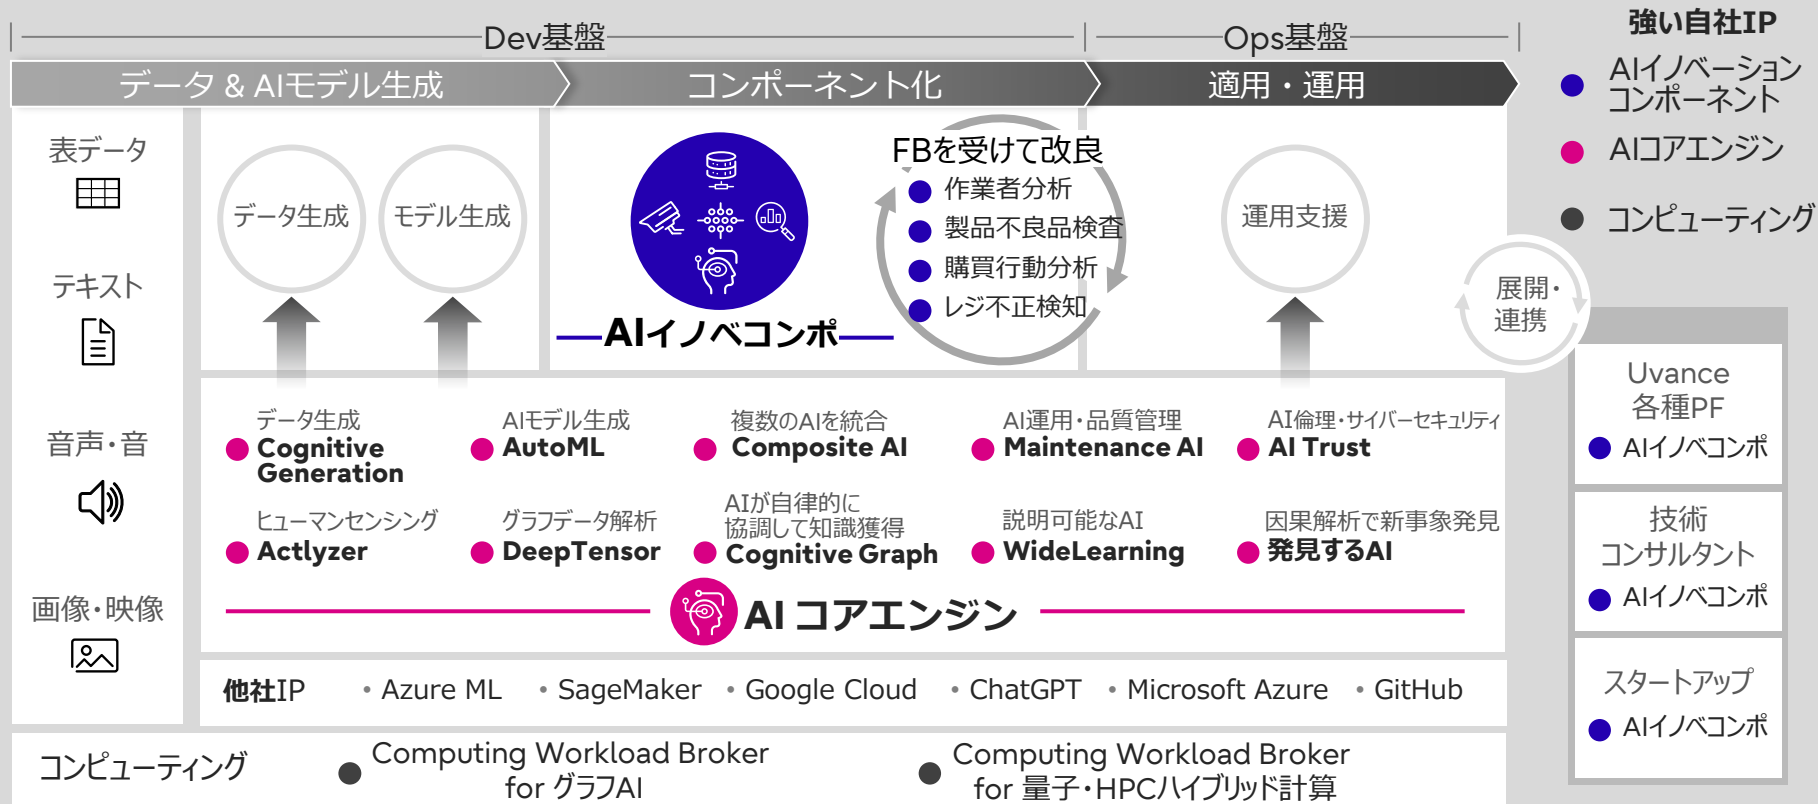 Dev基盤
Ops基盤
データ & AIモデル生成
コンポーネント化
適用・運用
強い自社IP
AIイノベーション
コンポーネント
AIコアエンジン
コンピューティング
表データ
テキスト
音声・音
画像・映像
データ生成
モデル生成
AIイノベコンポ
FBを受けて改良
作業者分析
製品不良品検査
購買行動分析
レジ不正検知
運用支援
展開・
連携
データ生成
Cognitive
Generation
AIモデル生成
AutoML
複数のAIを統合
Composite AI
AI運用・品質管理
Maintenance AI
AI倫理・サイバーセキュリティ
AI Trust
ヒューマンセンシング
Actlyzer
グラフデータ解析
DeepTensor
AIが自律的に
協調して知識獲得
Cognitive Graph
説明可能なAI
WideLearning
因果解析で新事象発見
発見するAI
AI コアエンジン
他社IP ・Azure ML ・SageMaker ・Google Cloud ・ChatGPT ・Microsoft Azure ・GitHub
コンピューティング
Computing Workload Broker
for グラフAI
Computing Workload Broker
for 量子・HPCハイブリッド計算
Uvance
各種PF
AIイノベコンポ
技術
コンサルタント
AIイノベコンポ
スタートアップ
AIイノベコンポ